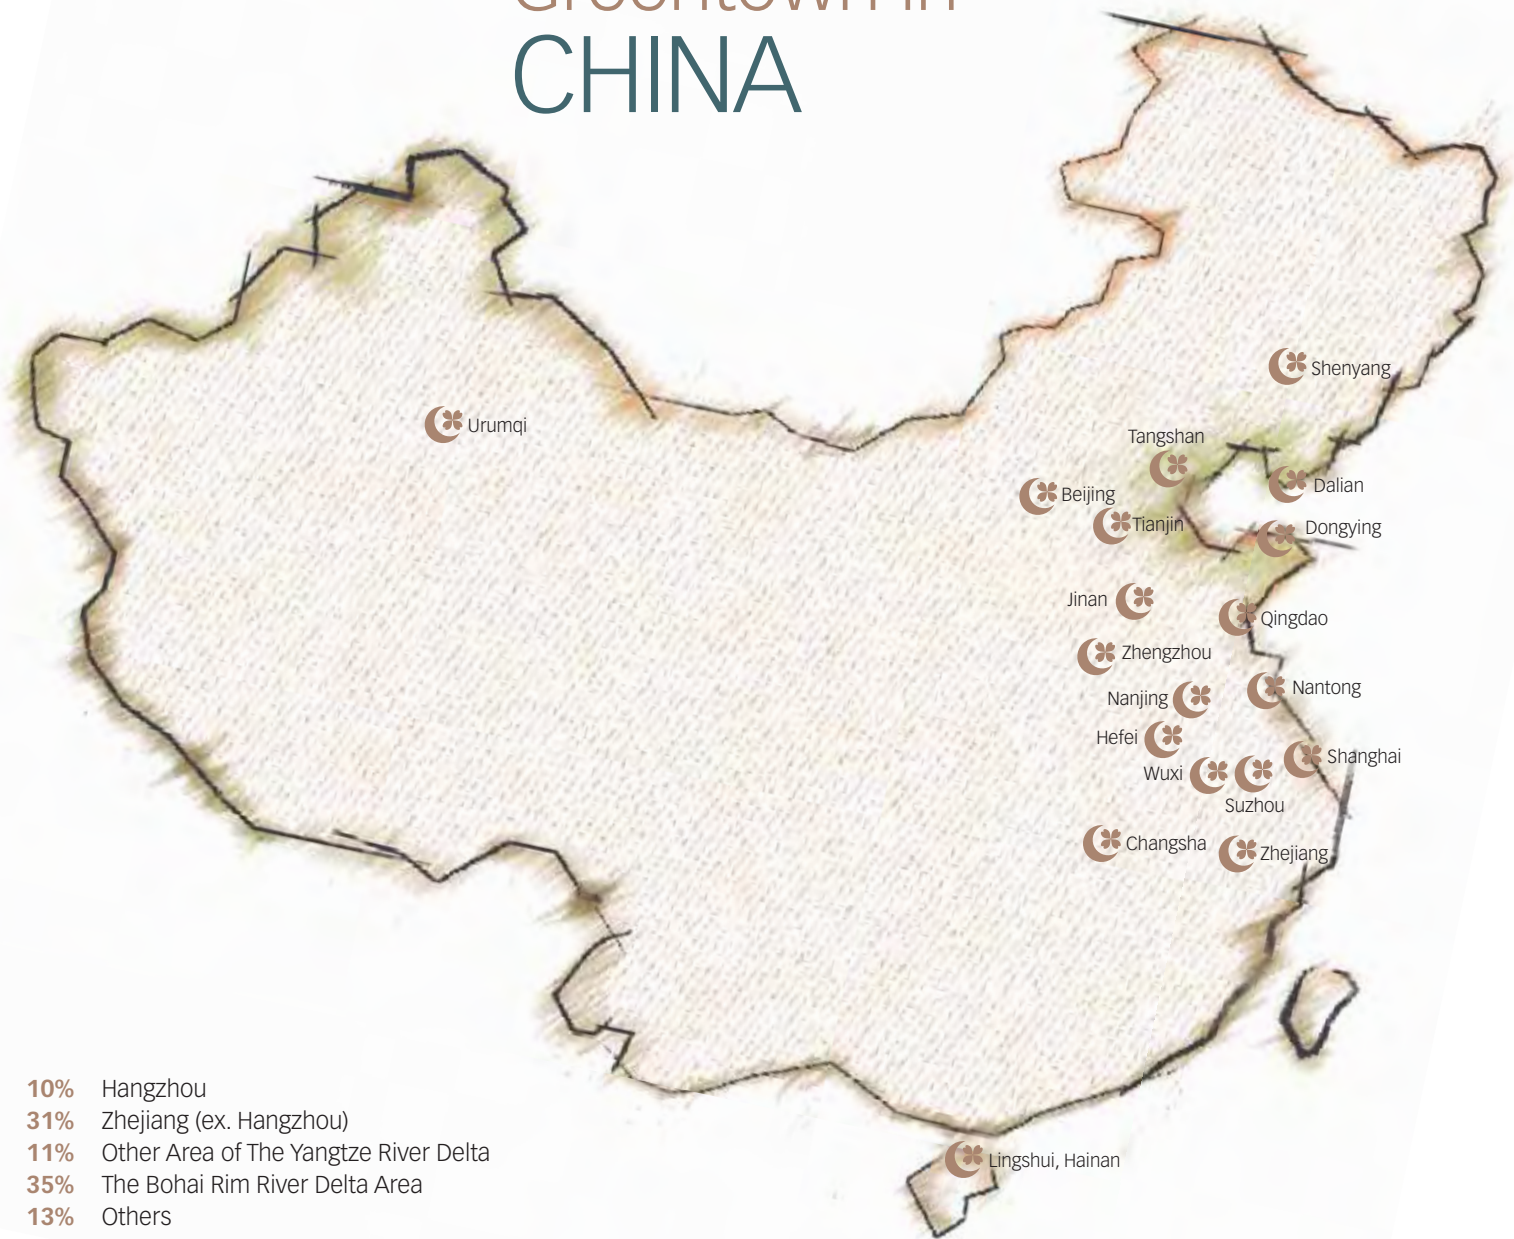 Greentown in
CHINA
Shenyang
Urumqi
Tangshan
Dalian
Beijing
Tianjin
Dongying
Jinan
Qingdao
Zhengzhou
Nantong
Nanjing
Hefei
Shanghai
Wuxi
Suzhou
Changsha
Zhejiang
Lingshui, Hainan
10% Hangzhou
31% Zhejiang (ex. Hangzhou)
11% Other Area of The Yangtze River Delta
35% The Bohai Rim River Delta Area
13% Others